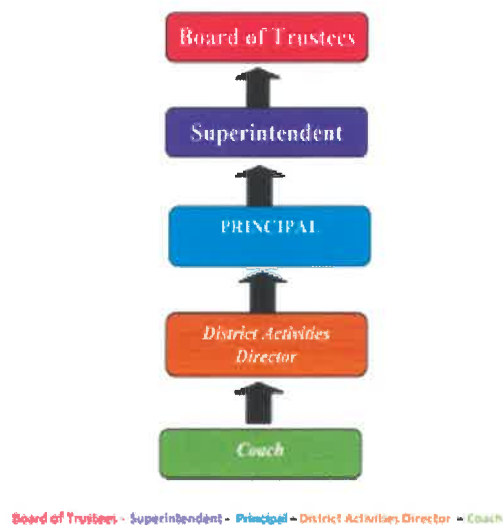 Board of Trustees
Superintendent
PRINCIPAL
District Activities
Director
Coach
Board of Trustees - Superintendent - Principal - District Activities Director - Coach